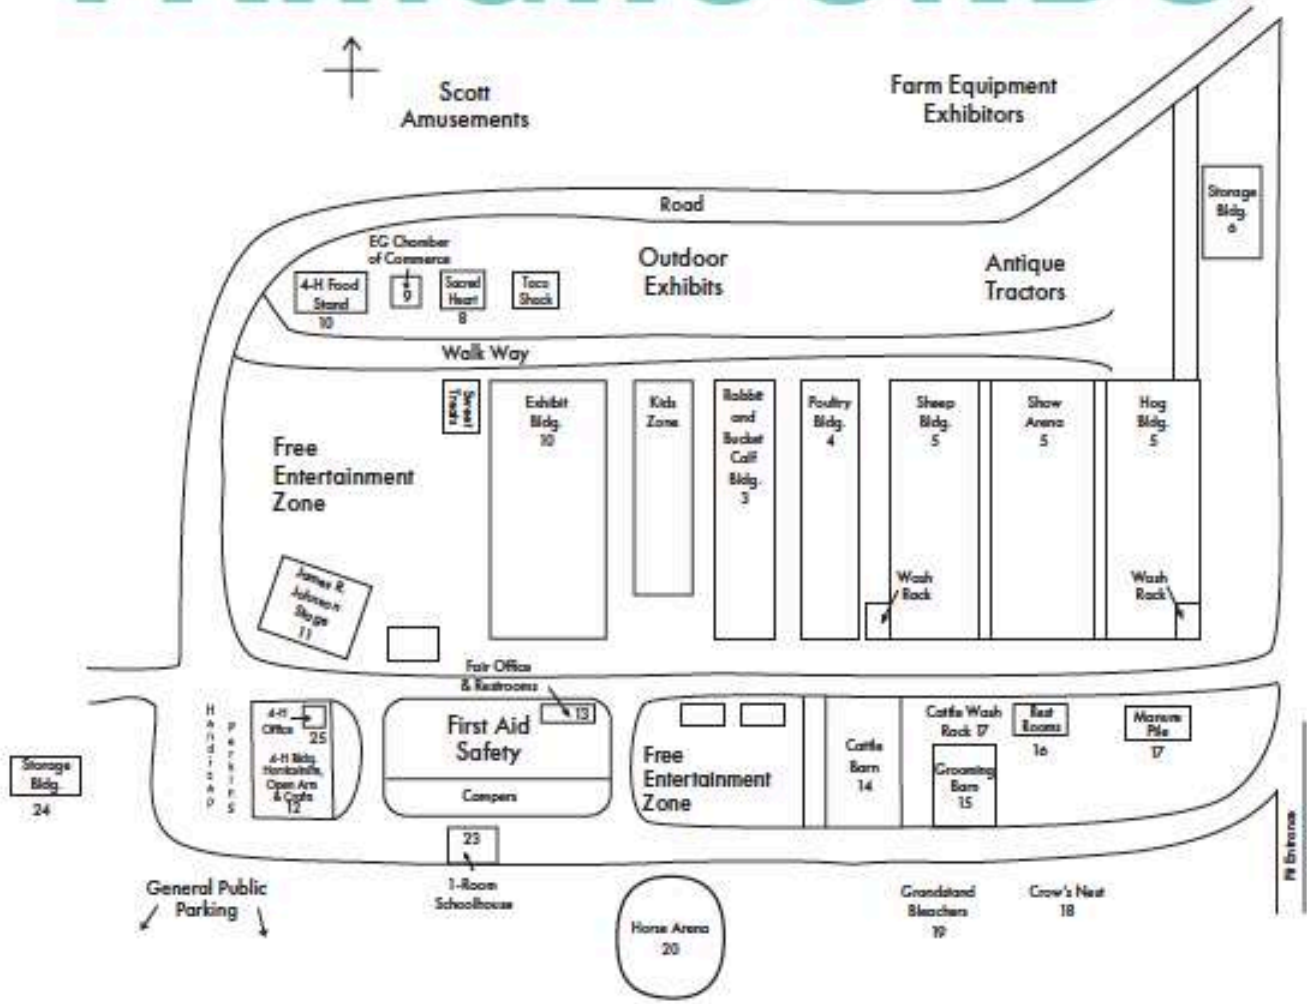 Scott
Amusements
Farm Equipment
Exhibitors
Storage
Bldg.
6
Road
EG Chamber
of Commerce
9
4-H Food
Stand
10
Sacred
Heart
8
Taco
Shack
Outdoor
Exhibits
Antique
Tractors
Walk Way
Sweet
Treats
Exhibit
Bldg.
10
Kids
Zone
Rabbit
and
Bucket
Calf
Bldg.
3
Poultry
Bldg.
4
Sheep
Bldg.
5
Show
Arena
5
Hog
Bldg.
5
Free
Entertainment
Zone
Wash
Rack
Wash
Rack
James R.
Johnson
Stage
11
Fair Office
& Restrooms
13
Handicap
Parking
4-H
Office
25
4-H Bldg.
Open Arm
& Crafts
12
First Aid
Safety
Campers
Free
Entertainment
Zone
Cattle
Barn
14
Cattle Wash
Rack 17
Grooming
Barn
15
Rest
Rooms
16
Manure
Pile
17
Storage
Bldg.
24
23
1-Room
Schoolhouse
General Public
Parking
Horse Arena
20
Grandstand
Bleachers
19
Crow's Nest
18
Pit Entrance